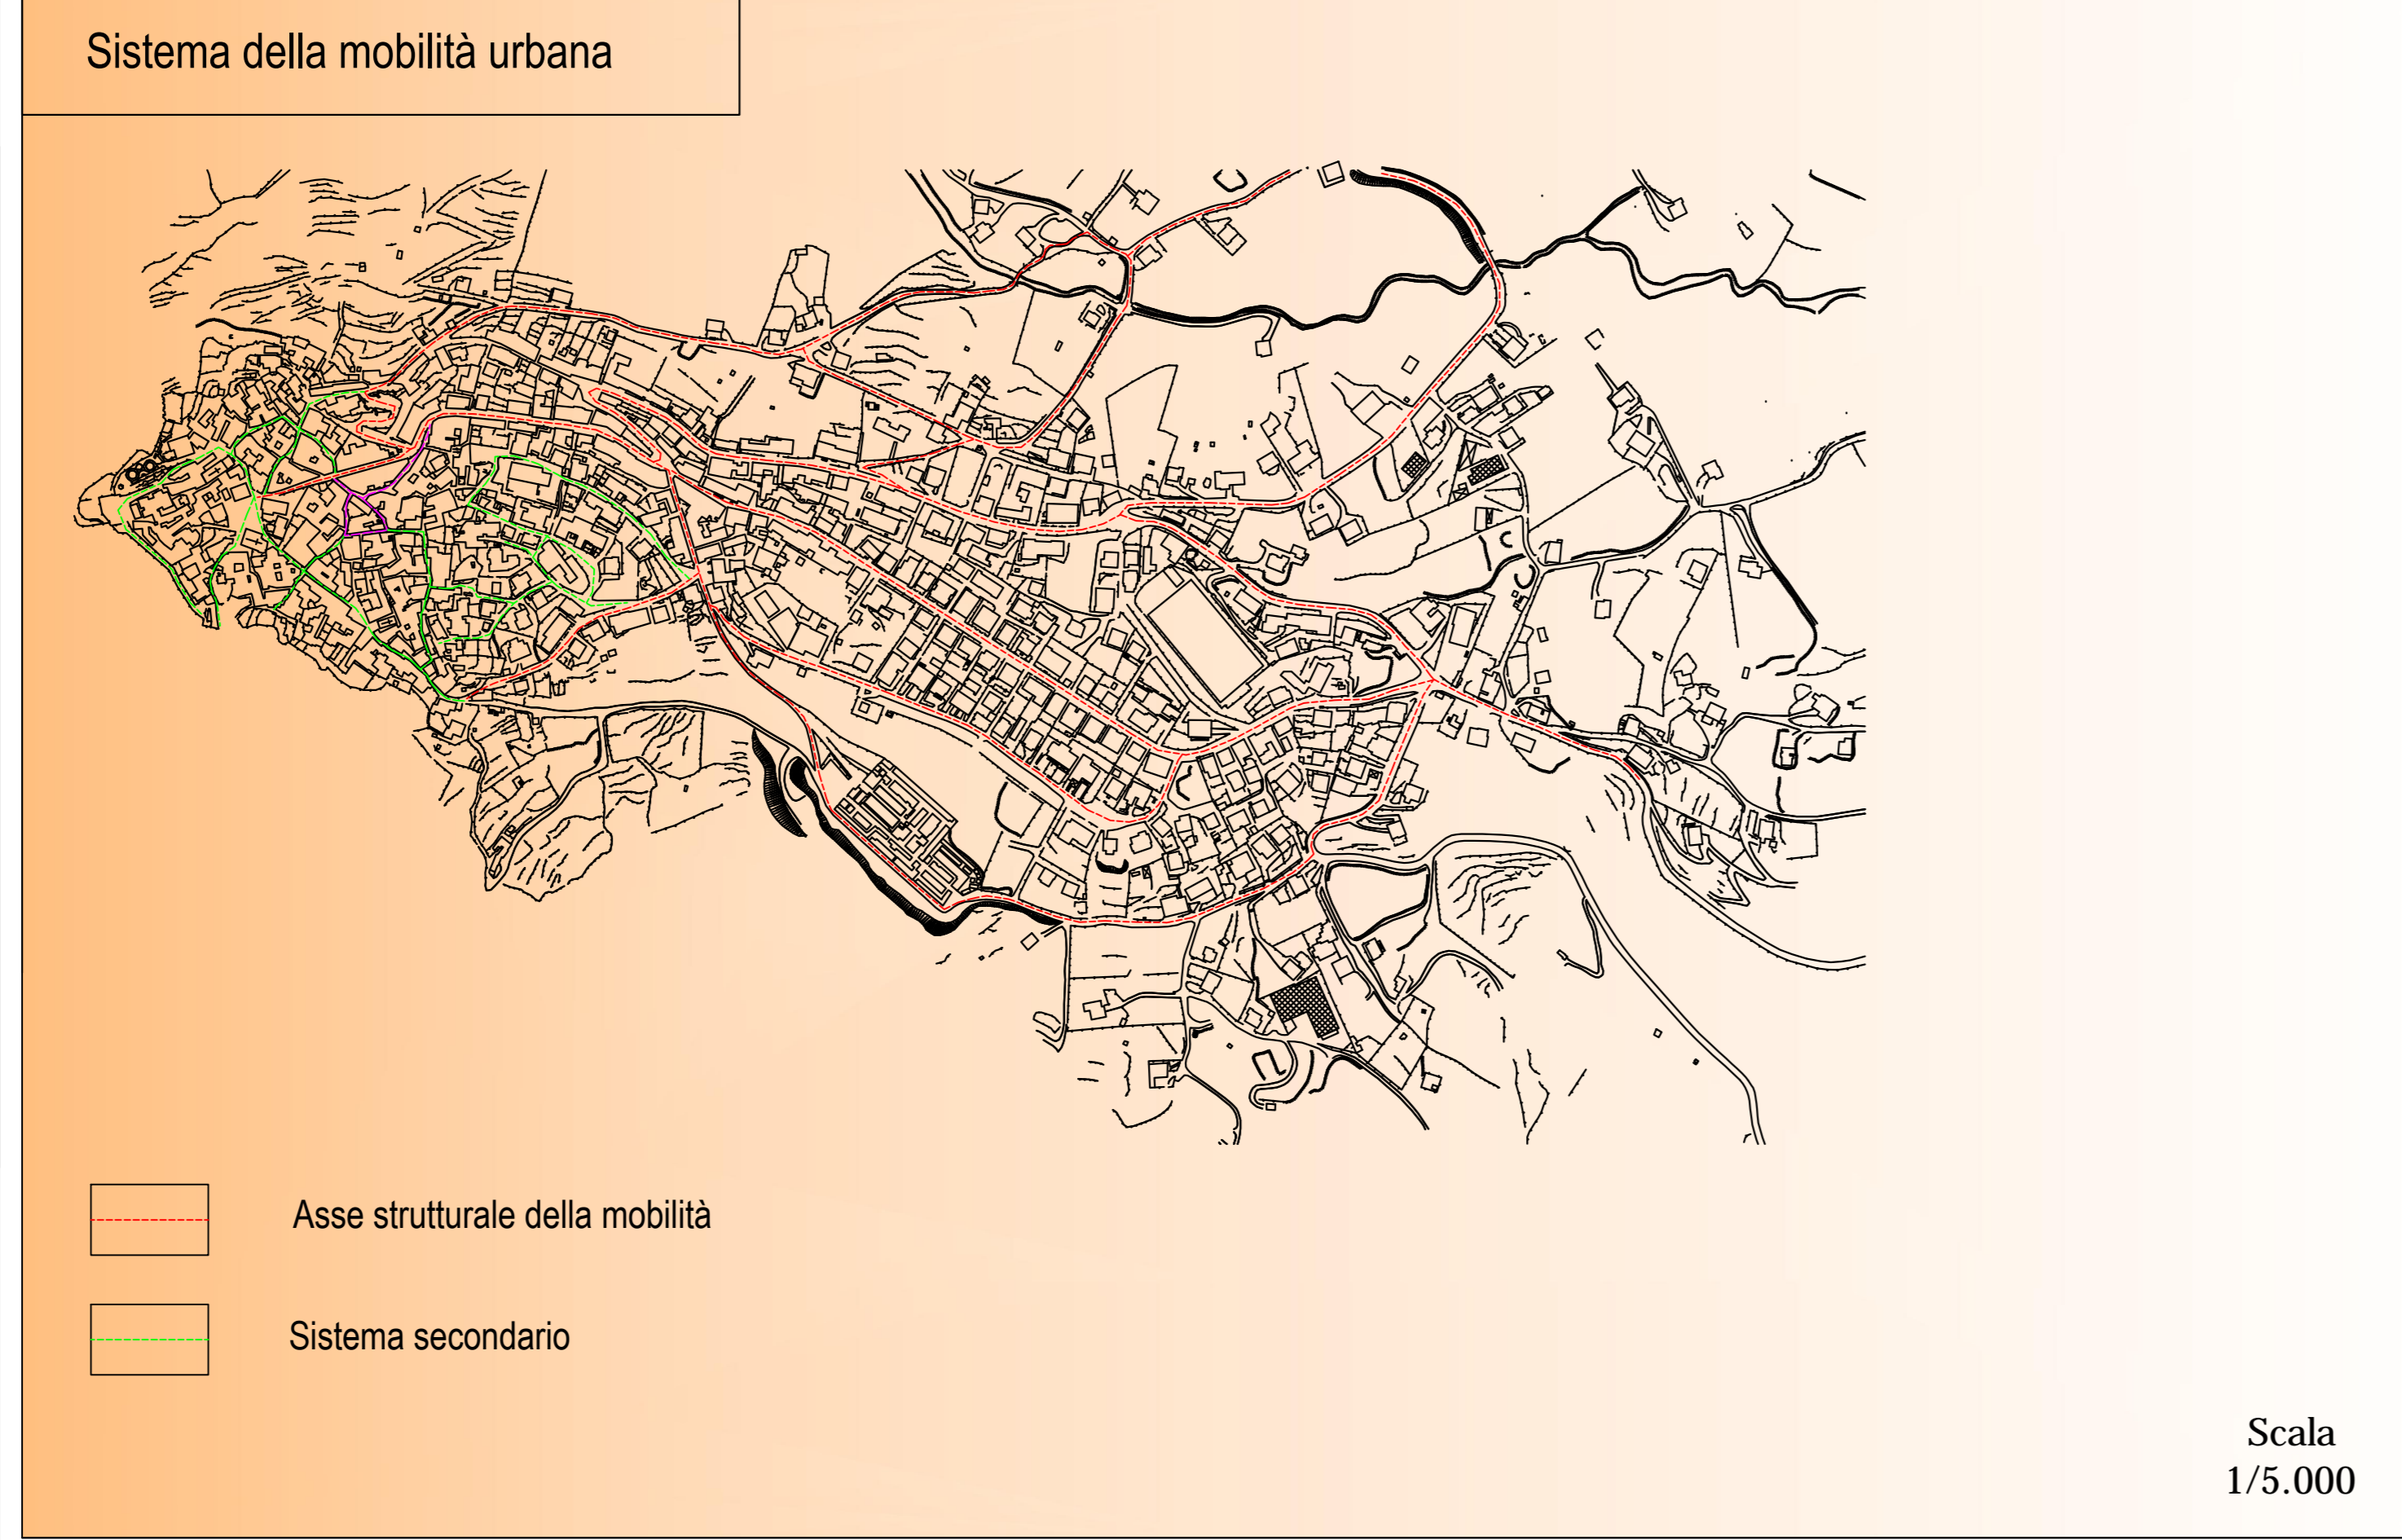 Sistema della mobilità urbana
Asse strutturale della mobilità
Sistema secondario
Scala
1/5.000